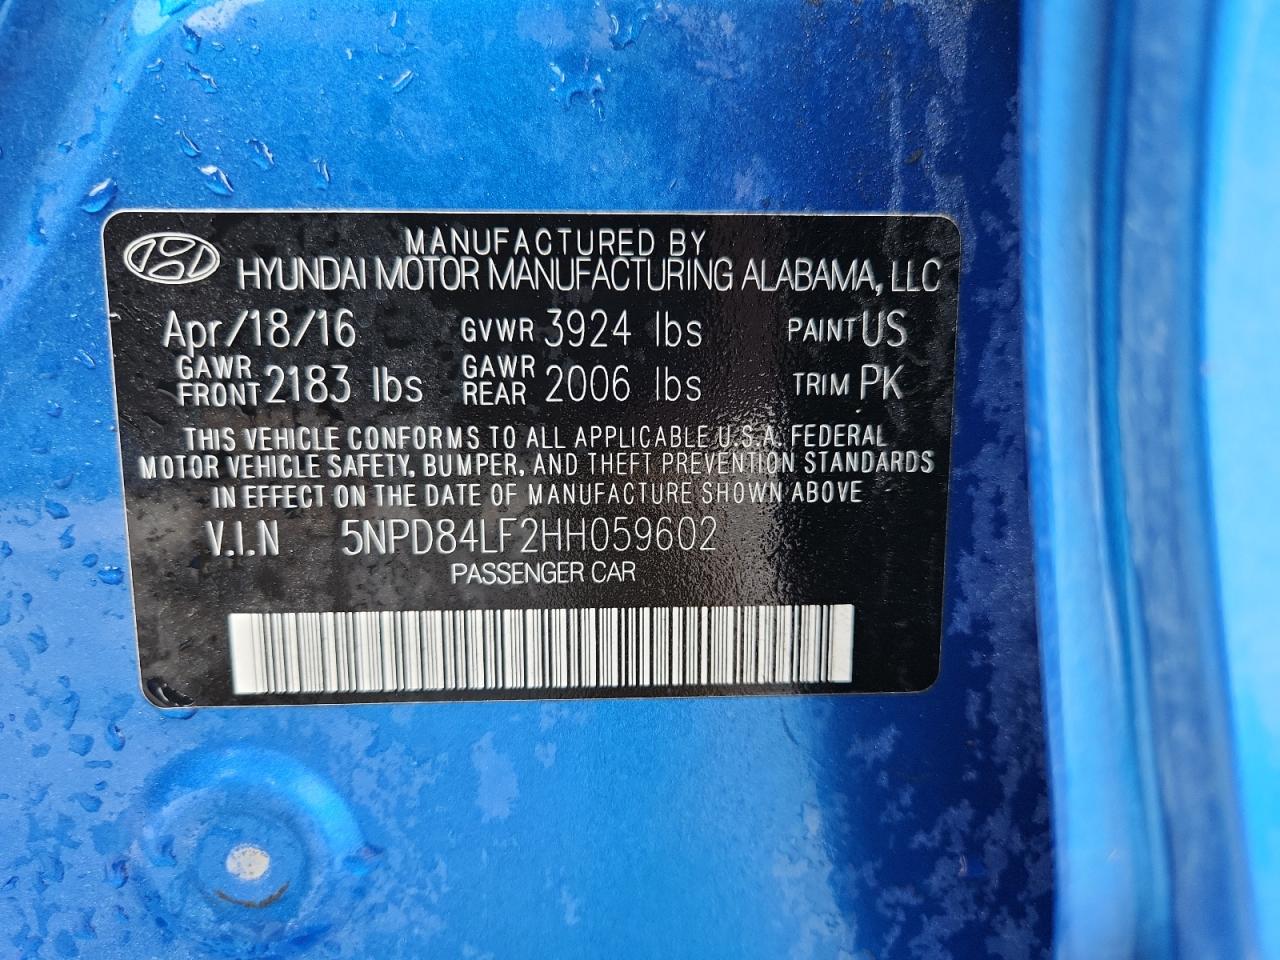 MANUFACTURED BY
HYUNDAI MOTOR MANUFACTURING ALABAMA, LLC
Apr/18/16 GVWR 3924 lbs PAINT US
GAWR FRONT 2183 lbs GAWR REAR 2006 lbs TRIM PK
THIS VEHICLE CONFORMS TO ALL APPLICABLE U.S.A. FEDERAL
MOTOR VEHICLE SAFETY, BUMPER, AND THEFT PREVENTION STANDARDS
IN EFFECT ON THE DATE OF MANUFACTURE SHOWN ABOVE
V.I.N 5NPD84LF2HH059602
PASSENGER CAR